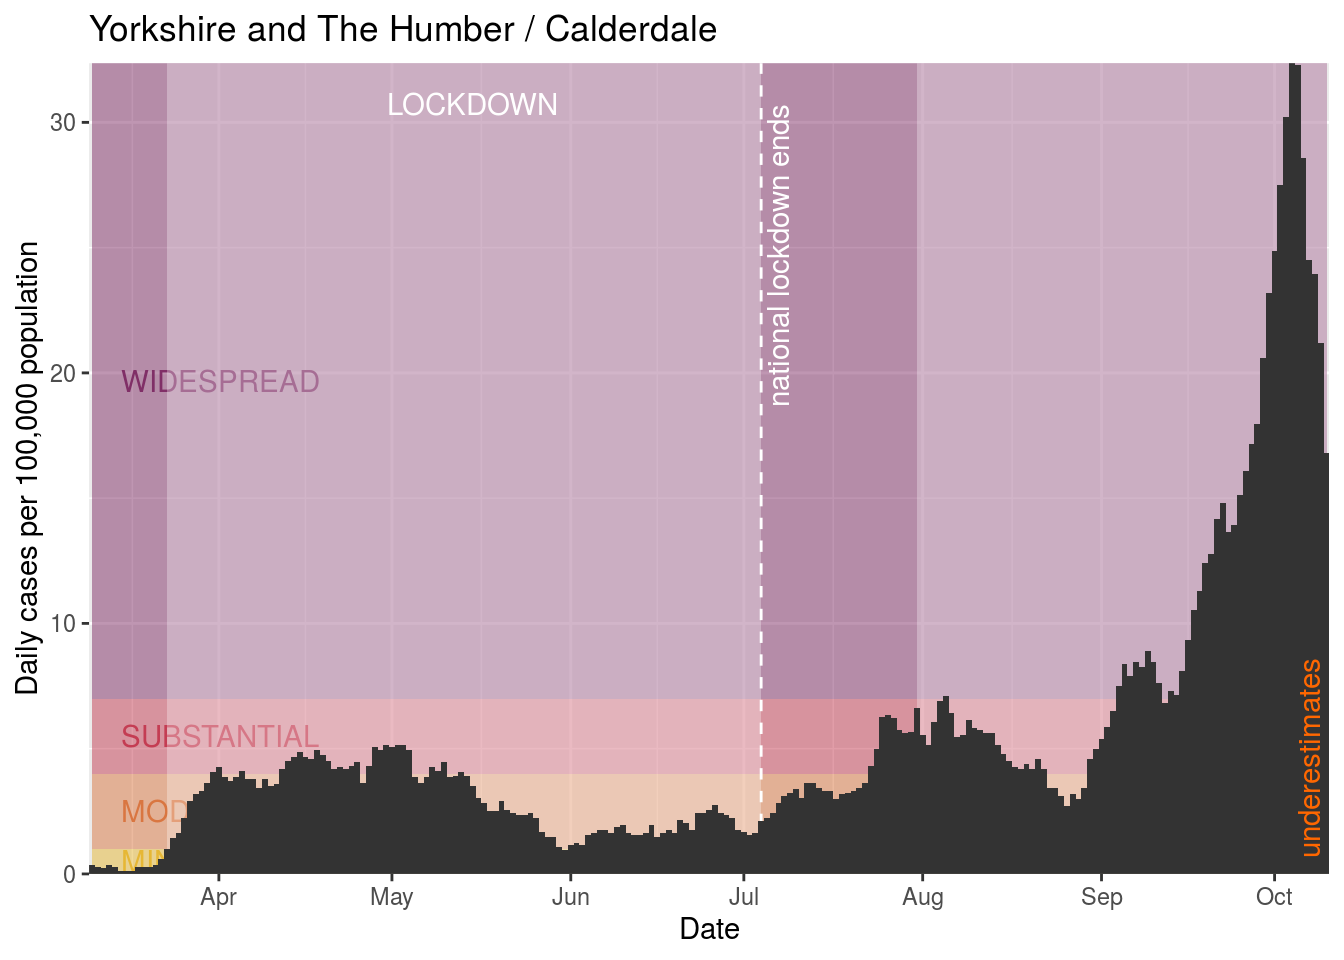 Yorkshire and The Humber / Calderdale
LOCKDOWN
national lockdown ends
WIDESPREAD
SUBSTANTIAL
underestimates
Daily cases per 100,000 population
30
20
10
0
Apr
May
Jun
Jul
Aug
Sep
Oct
Date